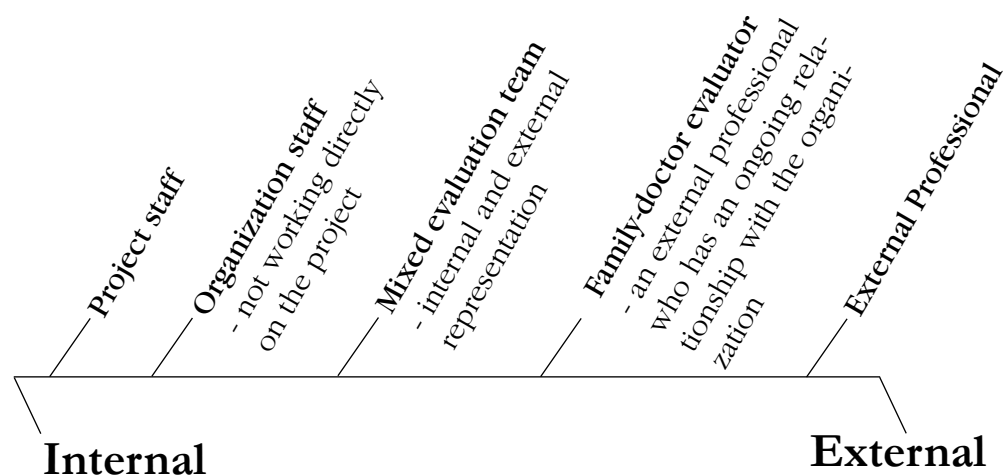 Project staff
Organization staff
- not working directly
on the project
Mixed evaluation team
- internal and external
representation
Family-doctor evaluator
- an external professional
who has an ongoing rela-
tionship with the organi-
zation
External Professional
Internal
External